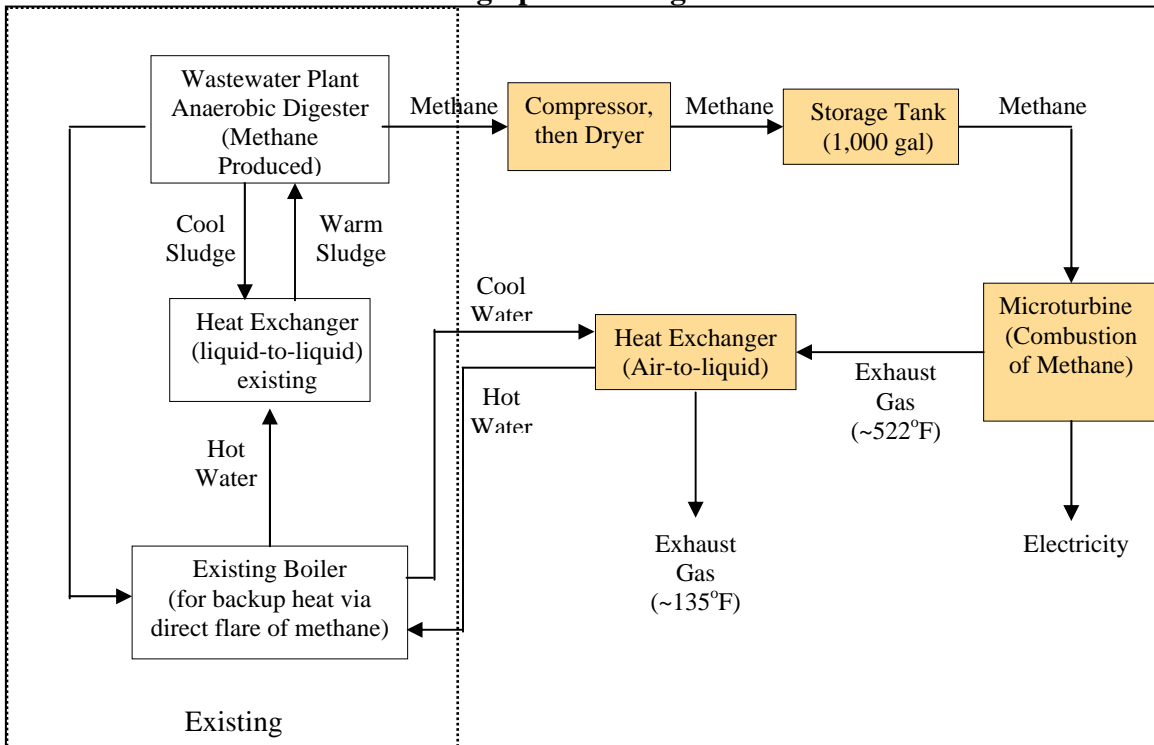 Wastewater Plant
Anaerobic Digester
(Methane
Produced)
Methane
Compressor,
then Dryer
Methane
Storage Tank
(1,000 gal)
Methane
Cool
Sludge
Warm
Sludge
Heat Exchanger
(liquid-to-liquid)
existing
Cool
Water
Heat Exchanger
(Air-to-liquid)
Microturbine
(Combustion
of Methane)
Exhaust
Gas
(~522°F)
Hot
Water
Hot
Water
Existing Boiler
(for backup heat via
direct flare of methane)
Exhaust
Gas
(~135°F)
Electricity
Existing